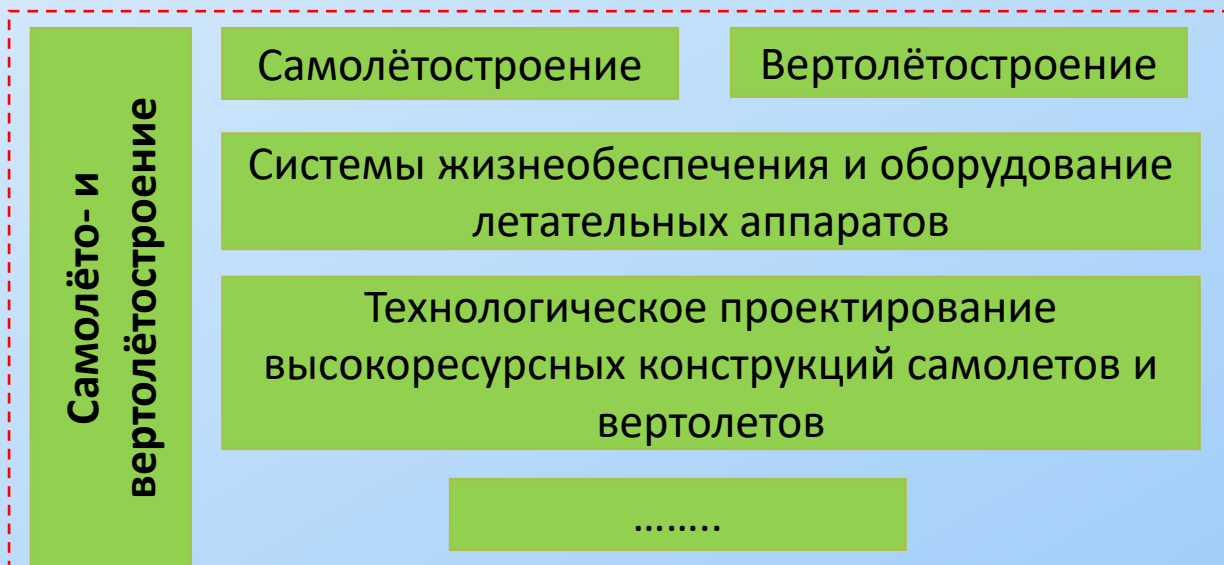 Самолёто- и
вертолётостроение
Самолётостроение
Вертолётостроение
Системы жизнеобеспечения и оборудование
летательных аппаратов
Технологическое проектирование
высокоресурсных конструкций самолетов и
вертолетов
........